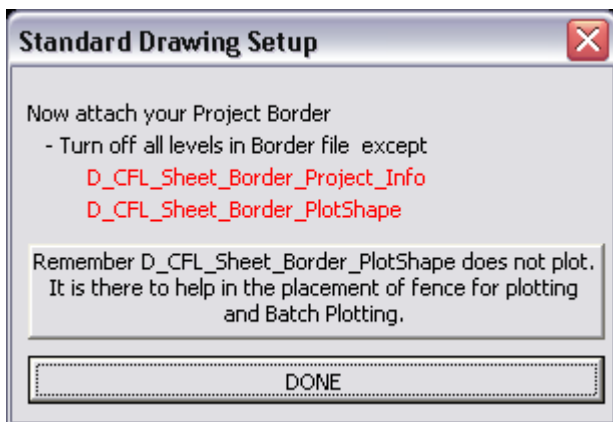 Standard Drawing Setup
Now attach your Project Border
- Turn off all levels in Border file except
D_CFL_Sheet_Border_Project_Info
D_CFL_Sheet_Border_PlotShape
Remember D_CFL_Sheet_Border_PlotShape does not plot.
It is there to help in the placement of fence for plotting
and Batch Plotting.
DONE